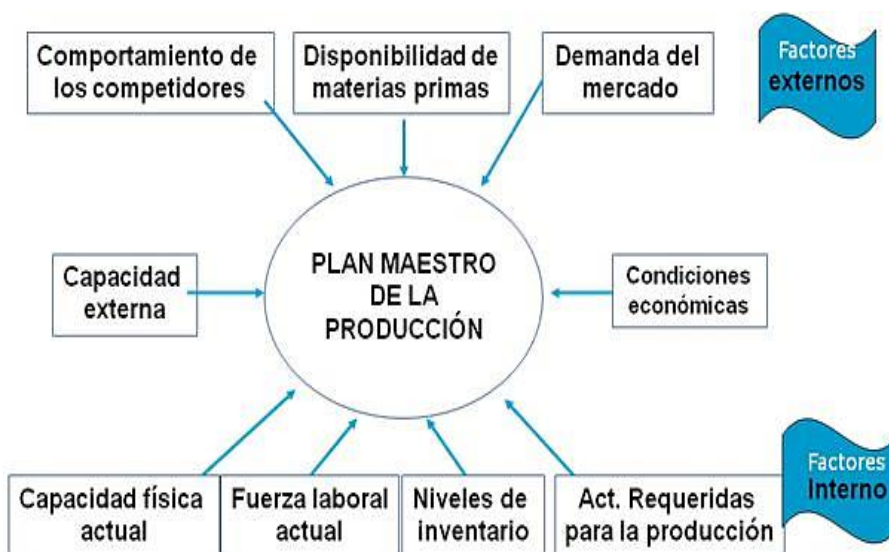 Comportamiento de
los competidores
Disponibilidad de
materias primas
Demanda del
mercado
Factores
externos
Capacidad
externa
PLAN MAESTRO
DE LA
PRODUCCIÓN
Condiciones
económicas
Capacidad física
actual
Fuerza laboral
actual
Niveles de
inventario
Act. Requeridas
para la producción
Factores
interno